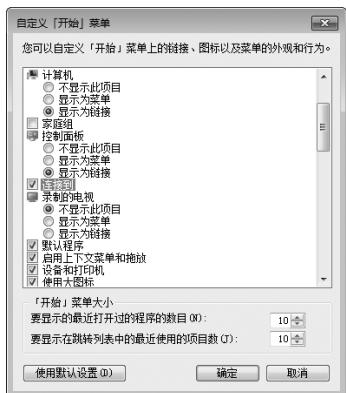 自定义「开始」菜单
您可以自定义「开始」菜单上的链接、图标以及菜单的外观和行为。
计算机
不显示此项目
显示为菜单
显示为链接
家庭组
控制面板
不显示此项目
显示为菜单
显示为链接
连接到
录制的电视
不显示此项目
显示为菜单
显示为链接
默认程序
启用上下文菜单和拖放
设备和打印机
使用大图标
「开始」菜单大小
要显示的最近打开过的程序的数目(N): 10
要显示在跳转列表中的最近使用的项目数(J): 10
使用默认设置(D) 确定 取消